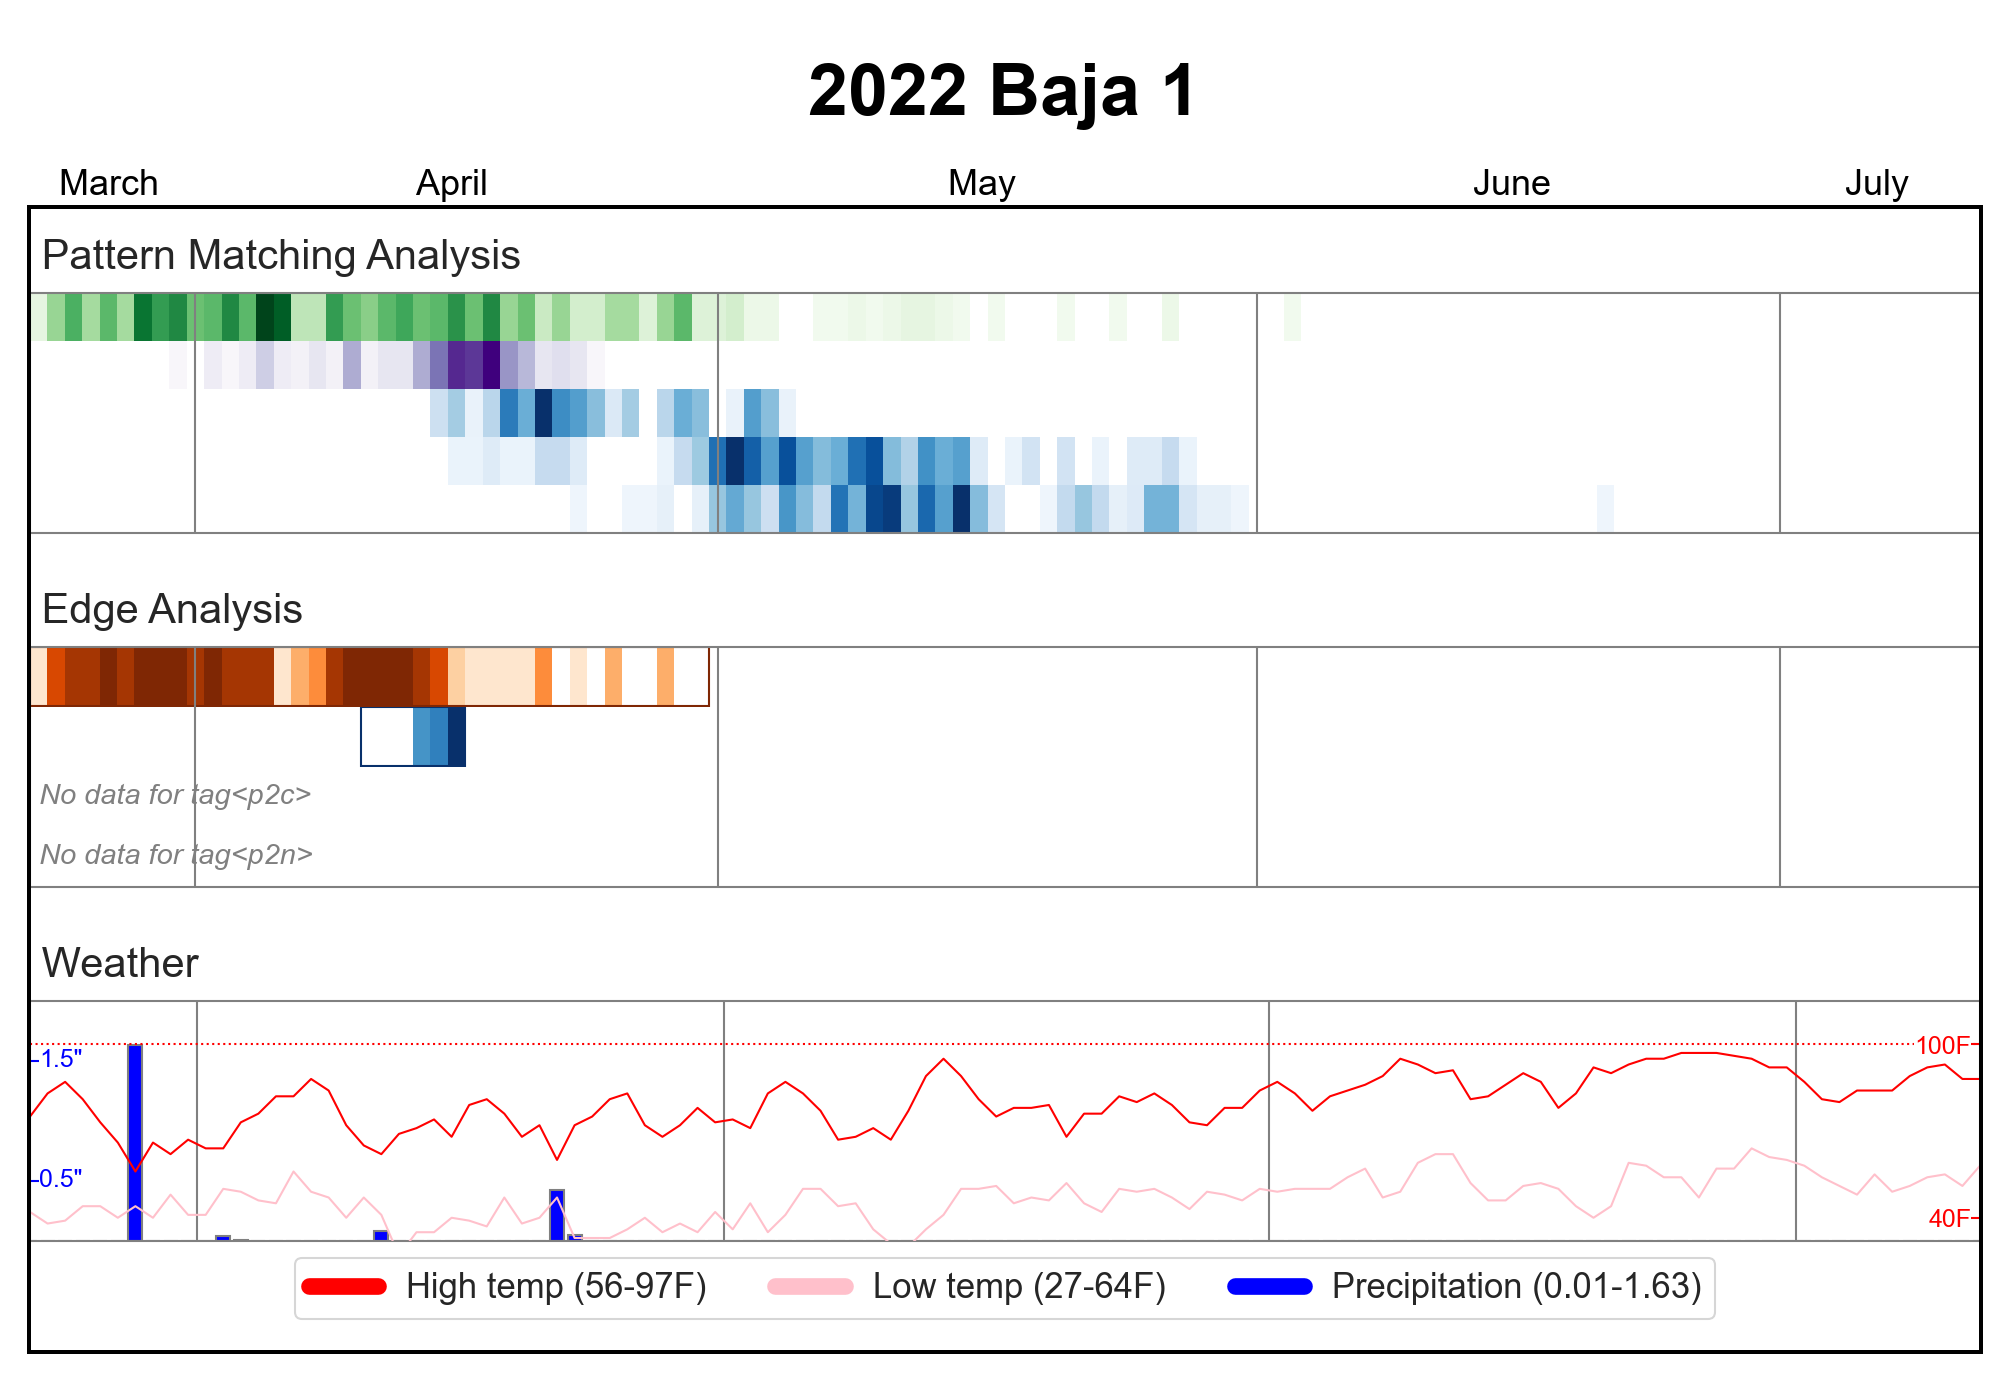 2022 Baja 1
March April May June July
Pattern Matching Analysis
Edge Analysis
No data for tag<p2c>
No data for tag<p2n>
Weather
1.5" 100F
0.5" 40F
High temp (56-97F) Low temp (27-64F) Precipitation (0.01-1.63)